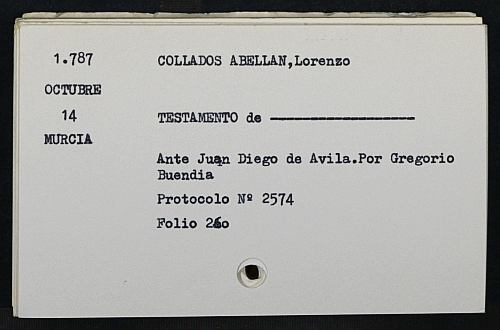 1.787
OCTUBRE
14
MURCIA
COLLADOS ABELLAN,Lorenzo
TESTAMENTO de ------------------
Ante Juan Diego de Avila.Por Gregorio
Buendia
Protocolo Nº 2574
Folio 26o